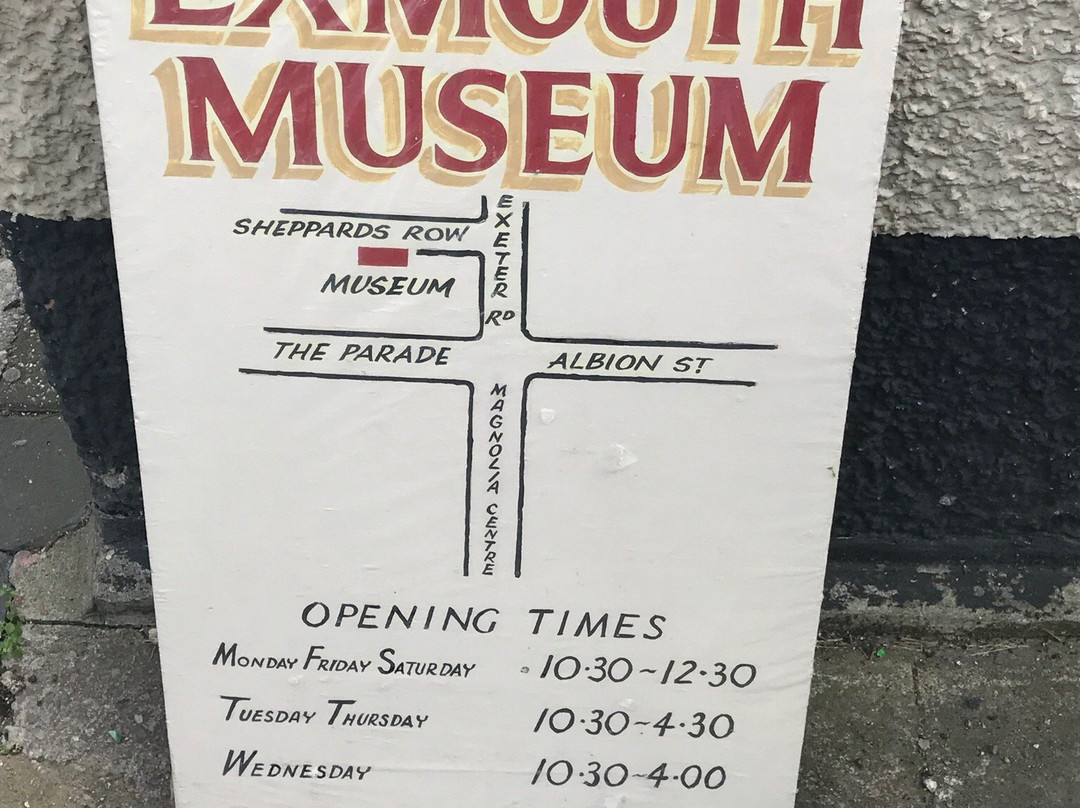 EXMOUTH
MUSEUM
EXETER RD
SHEPPARDS ROW
MUSEUM
THE PARADE
ALBION ST
MAGNOLIA CENTRE
OPENING TIMES
MONDAY FRIDAY SATURDAY 10·30~12·30
TUESDAY THURSDAY 10·30~4·30
WEDNESDAY 10·30~4·00